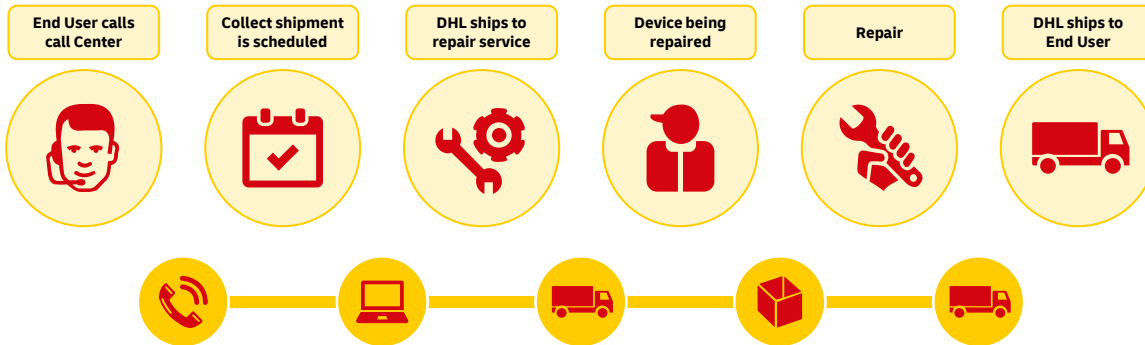 End User calls
call Center
Collect shipment
is scheduled
DHL ships to
repair service
Device being
repaired
Repair
DHL ships to
End User